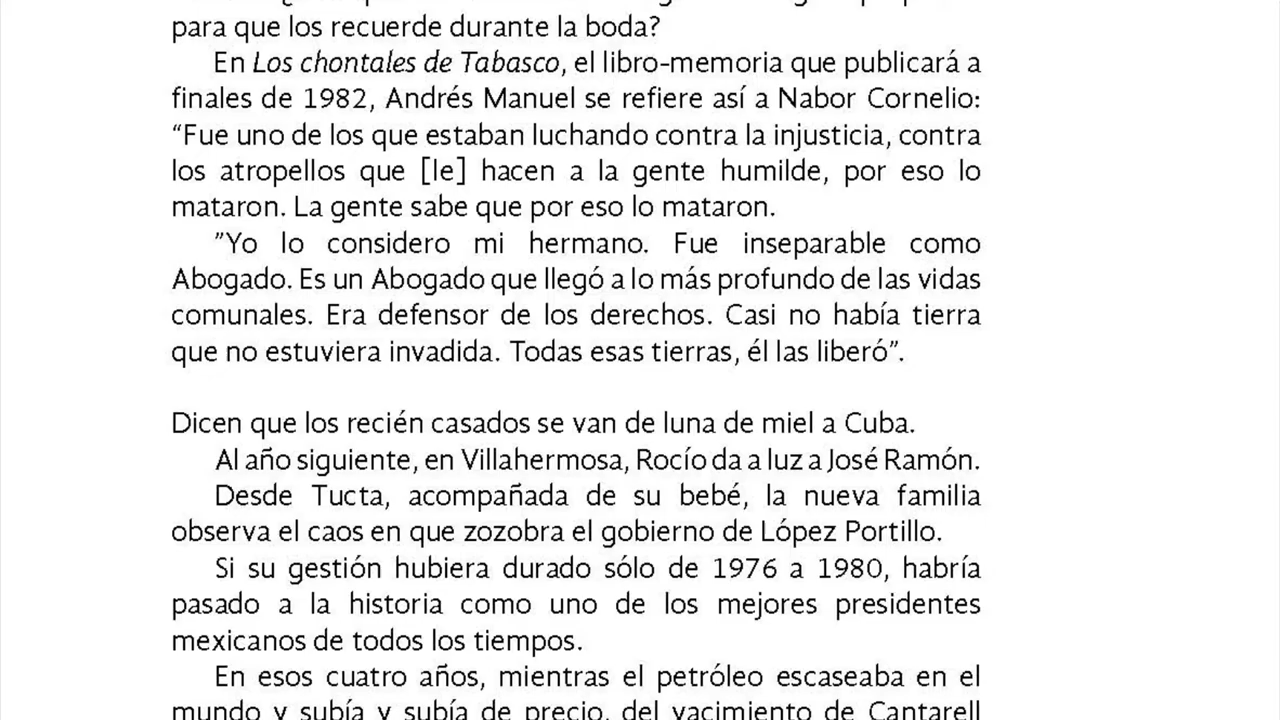 para que los recuerde durante la boda?
En Los chontales de Tabasco, el libro-memoria que publicará a
finales de 1982, Andrés Manuel se refiere así a Nabor Cornelio:
“Fue uno de los que estaban luchando contra la injusticia, contra
los atropellos que [le] hacen a la gente humilde, por eso lo
mataron. La gente sabe que por eso lo mataron.
”Yo lo considero mi hermano. Fue inseparable como
Abogado. Es un Abogado que llegó a lo más profundo de las vidas
comunales. Era defensor de los derechos. Casi no había tierra
que no estuviera invadida. Todas esas tierras, él las liberó”.
Dicen que los recién casados se van de luna de miel a Cuba.
Al año siguiente, en Villahermosa, Rocío da a luz a José Ramón.
Desde Tucta, acompañada de su bebé, la nueva familia
observa el caos en que zozobra el gobierno de López Portillo.
Si su gestión hubiera durado sólo de 1976 a 1980, habría
pasado a la historia como uno de los mejores presidentes
mexicanos de todos los tiempos.
En esos cuatro años, mientras el petróleo escaseaba en el
mundo y subía y subía de precio, del yacimiento de Cantarell